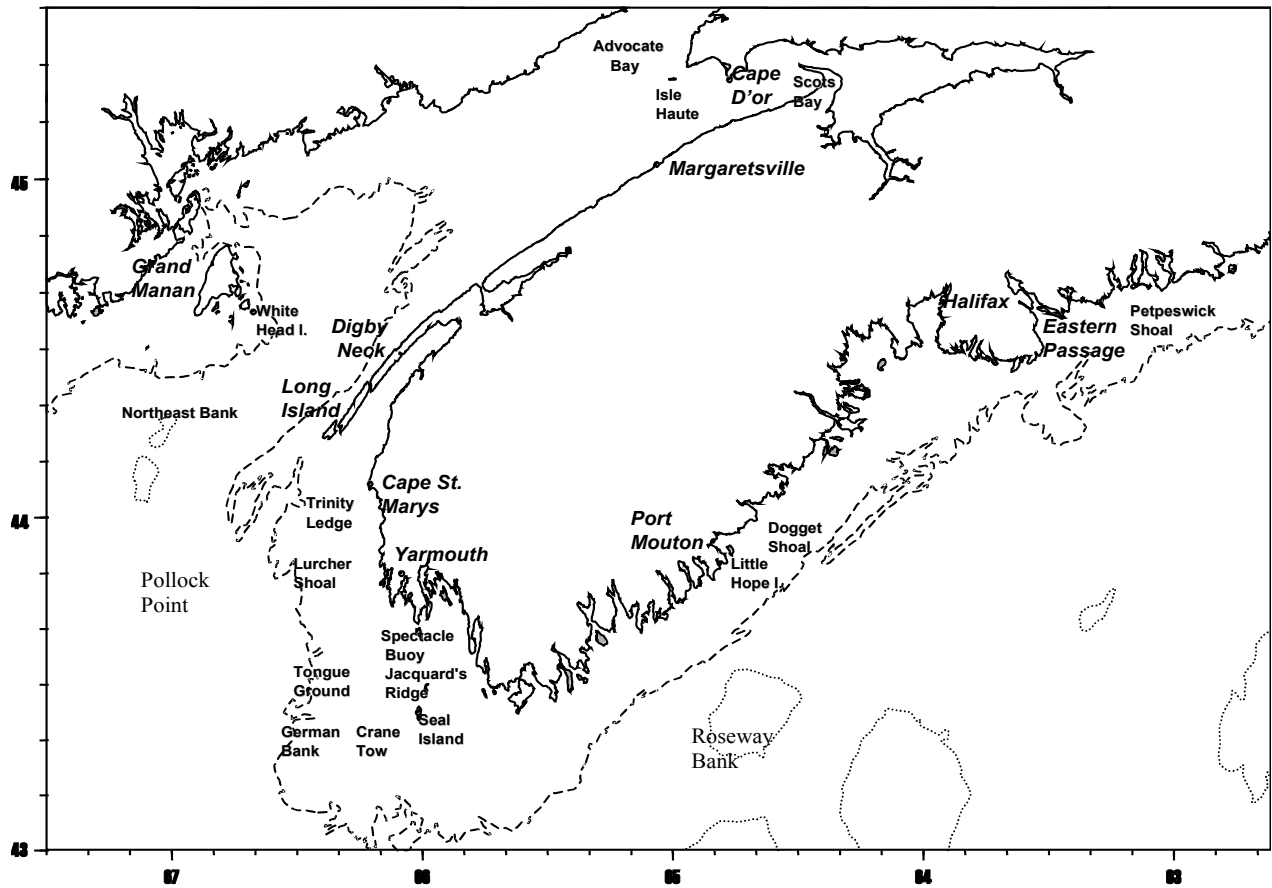 Advocate
Bay
Isle
Haute
Cape
D'or
Scots
Bay
45
Margaretsville
Grand
Manan
White
Head I.
Digby
Neck
Long
Island
Halifax
Eastern
Passage
Petpeswick
Shoal
Northeast Bank
Cape St.
Marys
Trinity
Ledge
44
Port
Mouton
Dogget
Shoal
Yarmouth
Lurcher
Shoal
Little
Hope I.
Pollock
Point
Spectacle
Buoy
Jacquard's
Ridge
Tongue
Ground
German
Bank
Crane
Tow
Seal
Island
Roseway
Bank
43
67
66
65
64
63